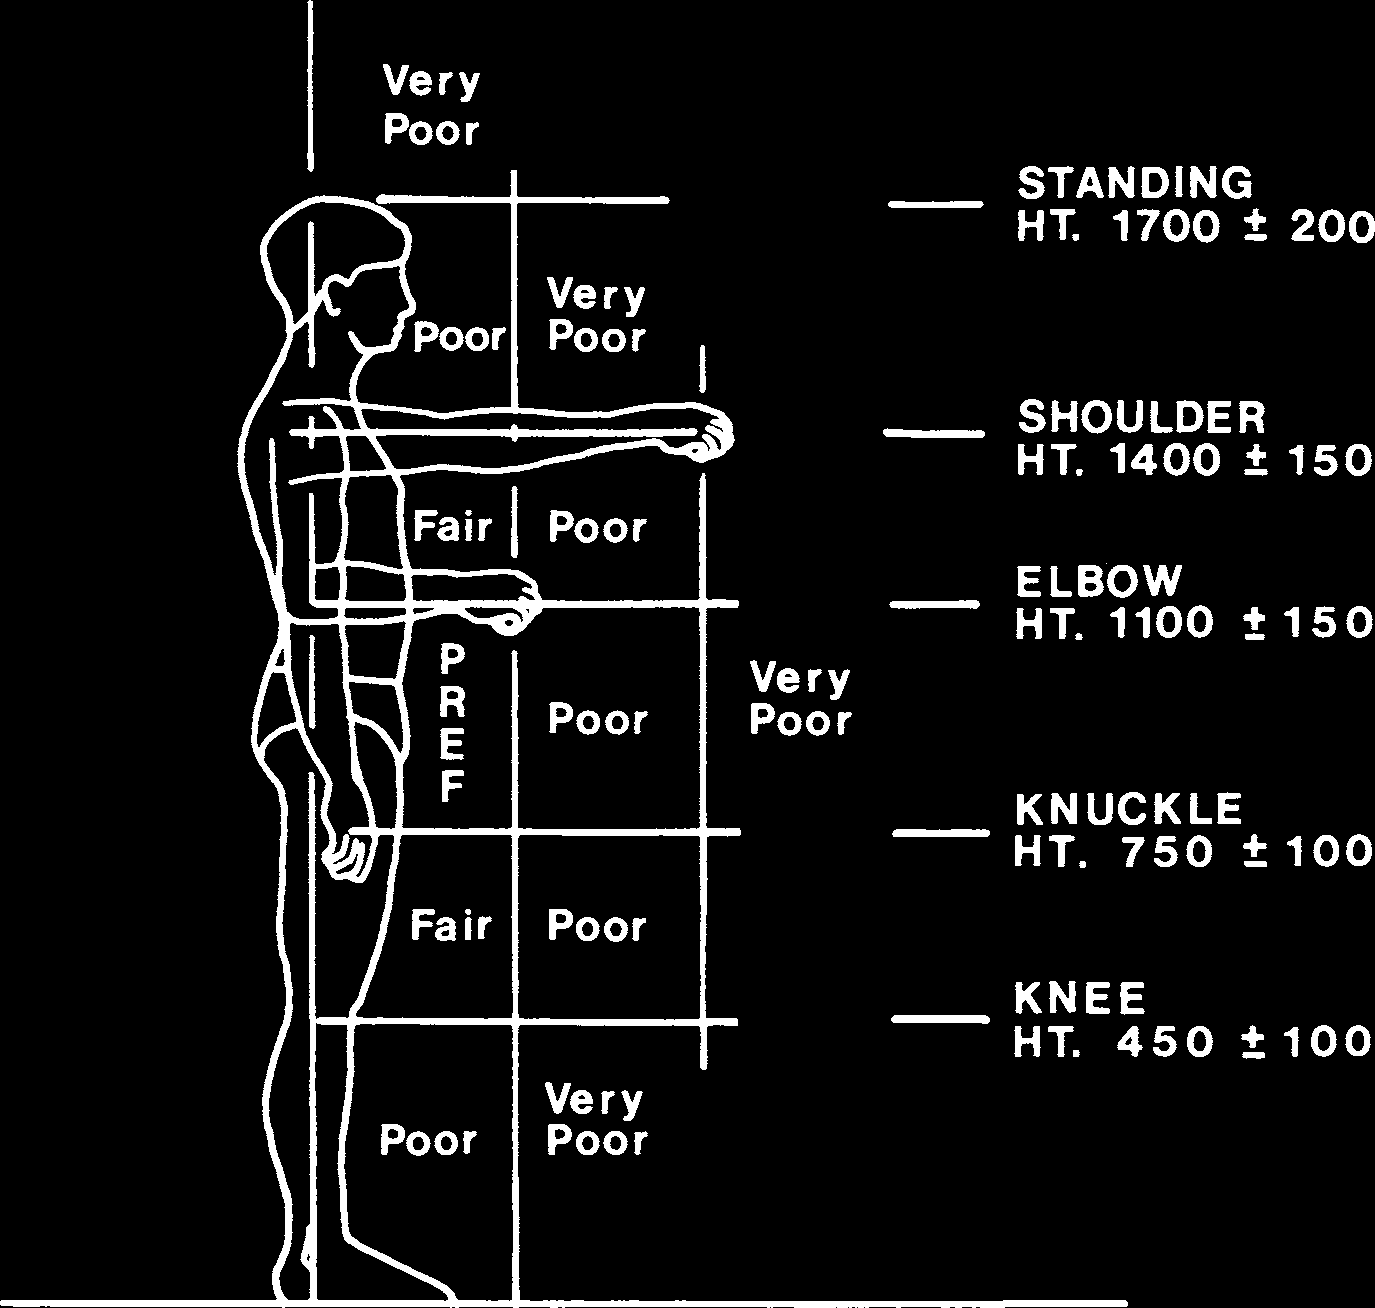 Very
Poor
STANDING
HT. 1700 ± 200
Very
Poor
Poor
SHOULDER
HT. 1400 ± 150
Fair
Poor
ELBOW
HT. 1100 ± 150
P
R
E
F
Poor
Very
Poor
KNUCKLE
HT. 750 ± 100
Fair
Poor
KNEE
HT. 450 ± 100
Poor
Very
Poor